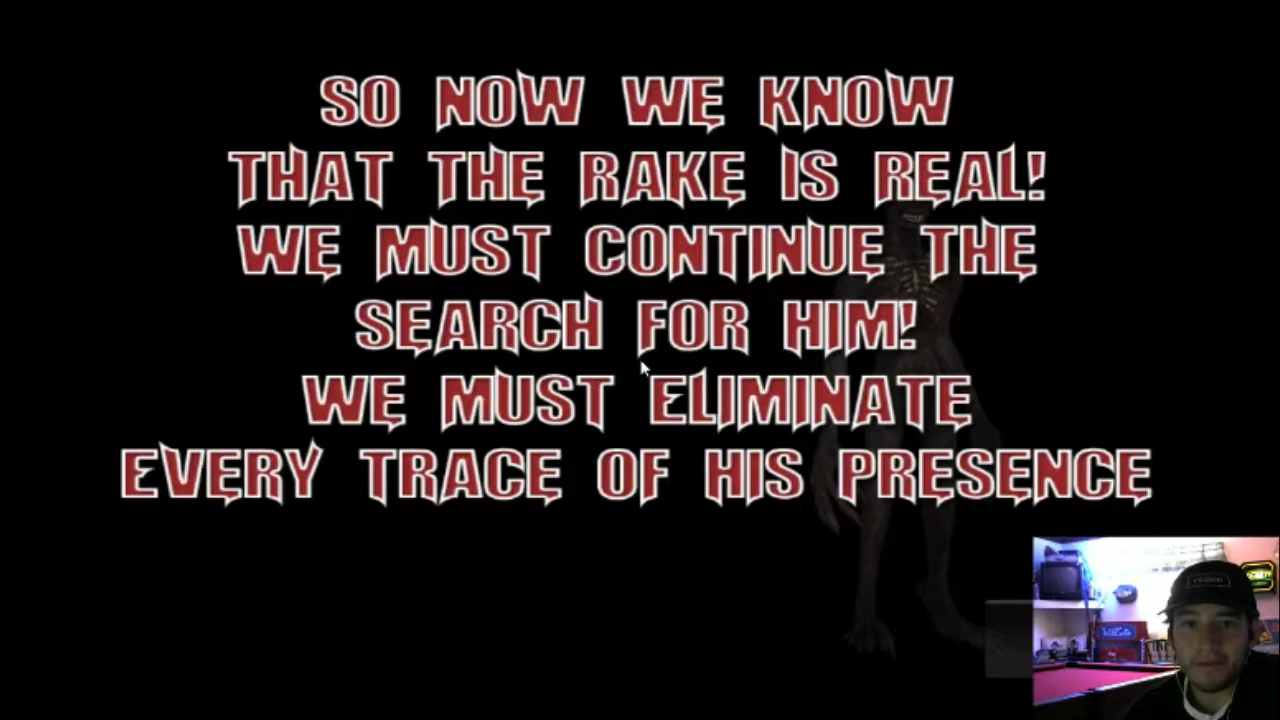 SO NOW WE KNOW
THAT THE RAKE IS REAL!
WE MUST CONTINUE THE
SEARCH FOR HIM!
WE MUST ELIMINATE
EVERY TRACE OF HIS PRESENCE